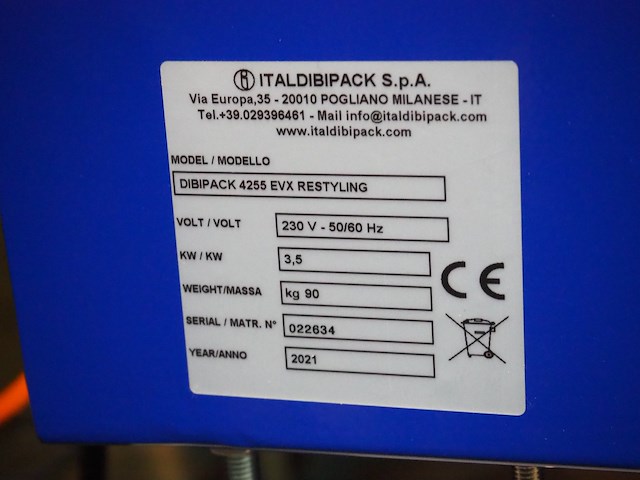 ITALDIBIPACK S.p.A.
Via Europa,35 - 20010 POGLIANO MILANESE - IT
Tel.+39.029396461 - Mail info@italdibipack.com
www.italdibipack.com
MODEL / MODELLO
DIBIPACK 4255 EVX RESTYLING
VOLT / VOLT 230 V - 50/60 Hz
KW / KW 3,5
WEIGHT/MASSA kg 90
SERIAL / MATR. N° 022634
YEAR/ANNO 2021
CE